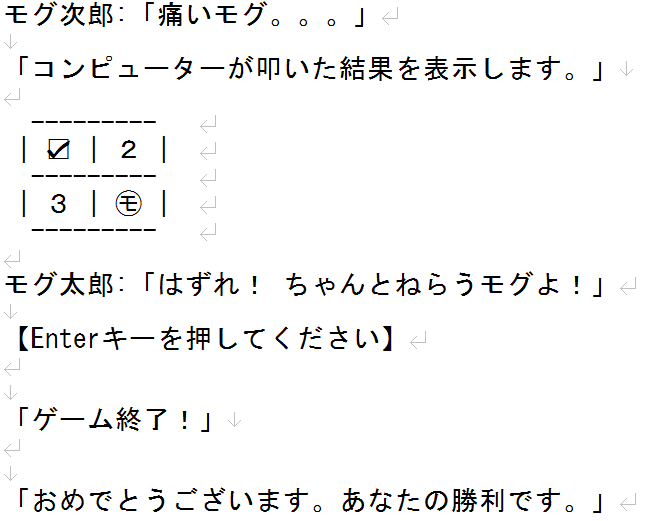 モグ次郎:「痛いモグ。。。」↵
↓
「コンピューターが叩いた結果を表示します。」↓
↵
--------- ↵
| ☑ | 2 | ↵
--------- ↵
| 3 | ㋲ | ↵
--------- ↵
↵
モグ太郎:「はずれ! ちゃんとねらうモグよ!」↵
↓
【Enterキーを押してください】↵
↵
↓
「ゲーム終了!」↓
↵
↓
「おめでとうございます。あなたの勝利です。」↵